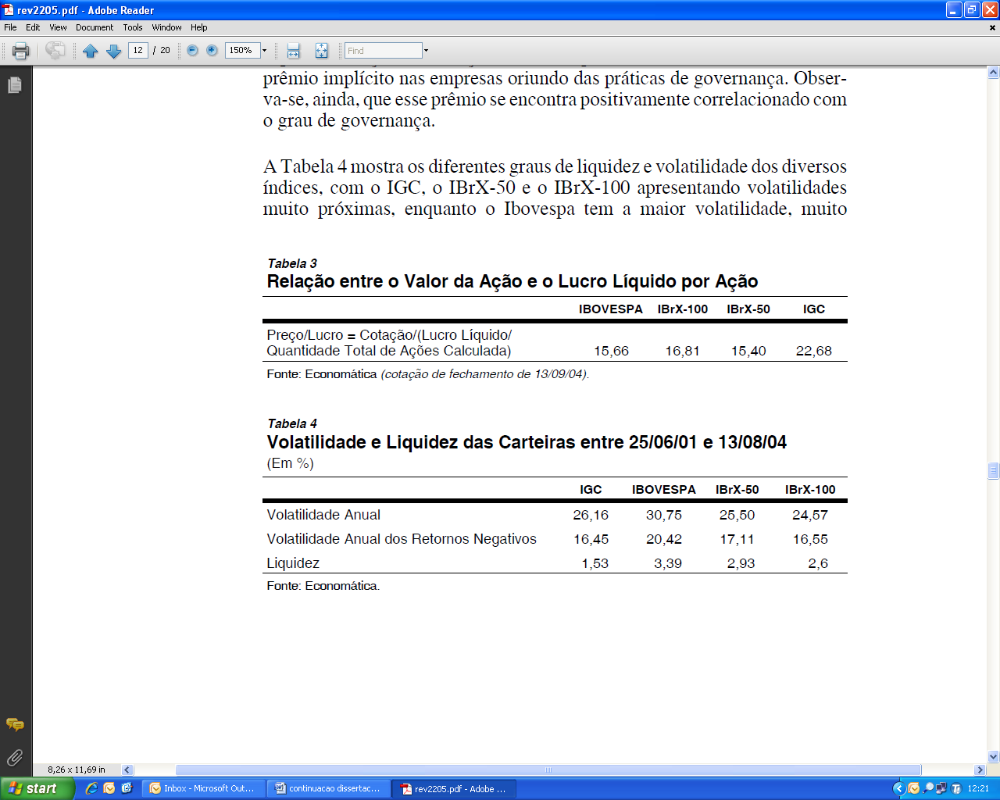 rev2205.pdf - Adobe Reader
File Edit View Document Tools Window Help
12 / 20 150% Find
prêmio implícito nas empresas oriundo das práticas de governança. Obser-
va-se, ainda, que esse prêmio se encontra positivamente correlacionado com
o grau de governança.
A Tabela 4 mostra os diferentes graus de liquidez e volatilidade dos diversos
índices, com o IGC, o IBrX-50 e o IBrX-100 apresentando volatilidades
muito próximas, enquanto o Ibovespa tem a maior volatilidade, muito
Tabela 3
Relação entre o Valor da Ação e o Lucro Líquido por Ação
IBOVESPA IBrX-100 IBrX-50 IGC
Preço/Lucro = Cotação/(Lucro Líquido/
Quantidade Total de Ações Calculada) 15,66 16,81 15,40 22,68
Fonte: Economática (cotação de fechamento de 13/09/04).
Tabela 4
Volatilidade e Liquidez das Carteiras entre 25/06/01 e 13/08/04
(Em %)
IGC IBOVESPA IBrX-50 IBrX-100
Volatilidade Anual 26,16 30,75 25,50 24,57
Volatilidade Anual dos Retornos Negativos 16,45 20,42 17,11 16,55
Liquidez 1,53 3,39 2,93 2,6
Fonte: Economática.
8,26 x 11,69 in
start Inbox - Microsoft Out... continuacao dissertac... rev2205.pdf - Adobe ... 12:21